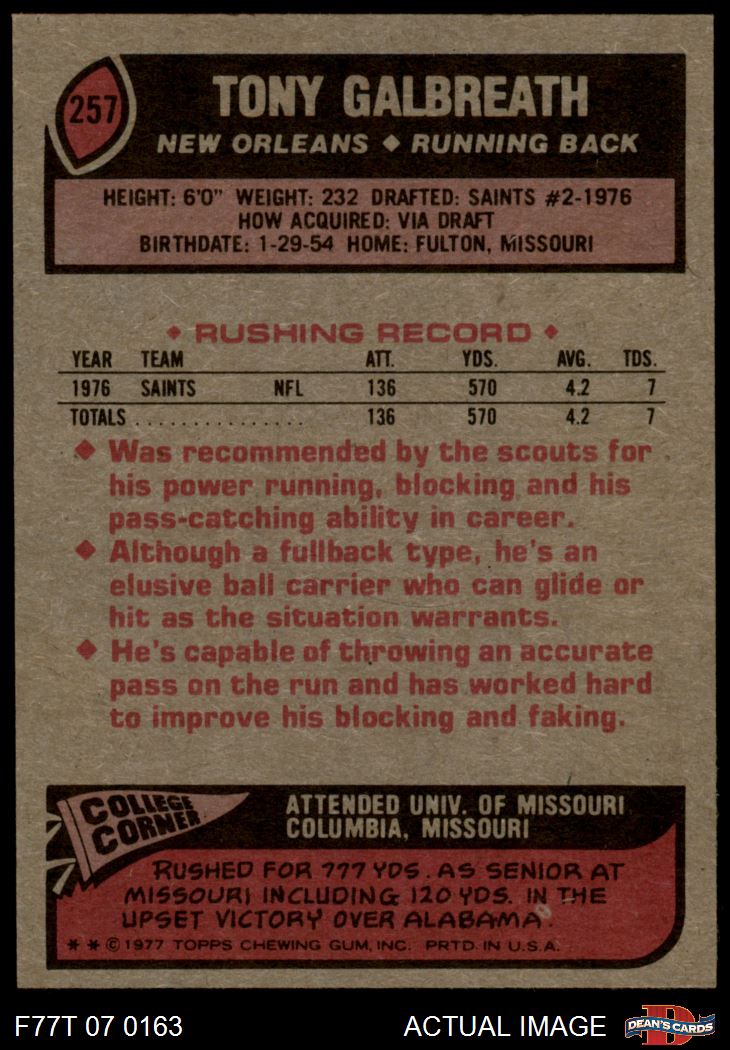 257
TONY GALBREATH
NEW ORLEANS ◆ RUNNING BACK
HEIGHT: 6'0" WEIGHT: 232 DRAFTED: SAINTS #2-1976
HOW ACQUIRED: VIA DRAFT
BIRTHDATE: 1-29-54 HOME: FULTON, MISSOURI
◆ RUSHING RECORD ◆
YEAR TEAM ATT. YDS. AVG. TDS.
1976 SAINTS NFL 136 570 4.2 7
TOTALS . . . . . . . . . . . . . . . 136 570 4.2 7
◆ Was recommended by the scouts for
his power running, blocking and his
pass-catching ability in career.
◆ Although a fullback type, he's an
elusive ball carrier who can glide or
hit as the situation warrants.
◆ He's capable of throwing an accurate
pass on the run and has worked hard
to improve his blocking and faking.
COLLEGE
CORNER
ATTENDED UNIV. OF MISSOURI
COLUMBIA, MISSOURI
RUSHED FOR 777 YDS. AS SENIOR AT
MISSOURI INCLUDING 120 YDS. IN THE
UPSET VICTORY OVER ALABAMA.
* * © 1977 TOPPS CHEWING GUM, INC. PRTD. IN U.S.A.
F77T 07 0163 ACTUAL IMAGE
D
DEAN'S CARDS